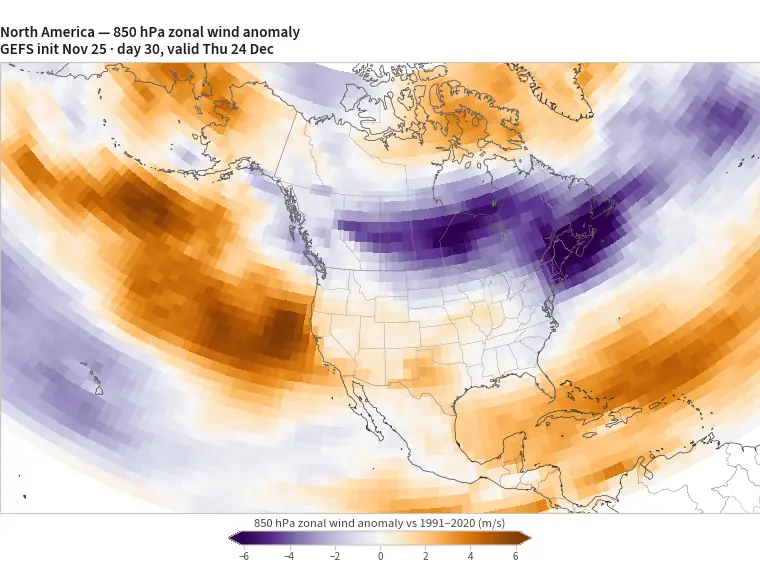 North America — 850 hPa zonal wind anomaly
GEFS init Nov 25 · day 30, valid Thu 24 Dec
850 hPa zonal wind anomaly vs 1991–2020 (m/s)
−6 −4 −2 0 2 4 6